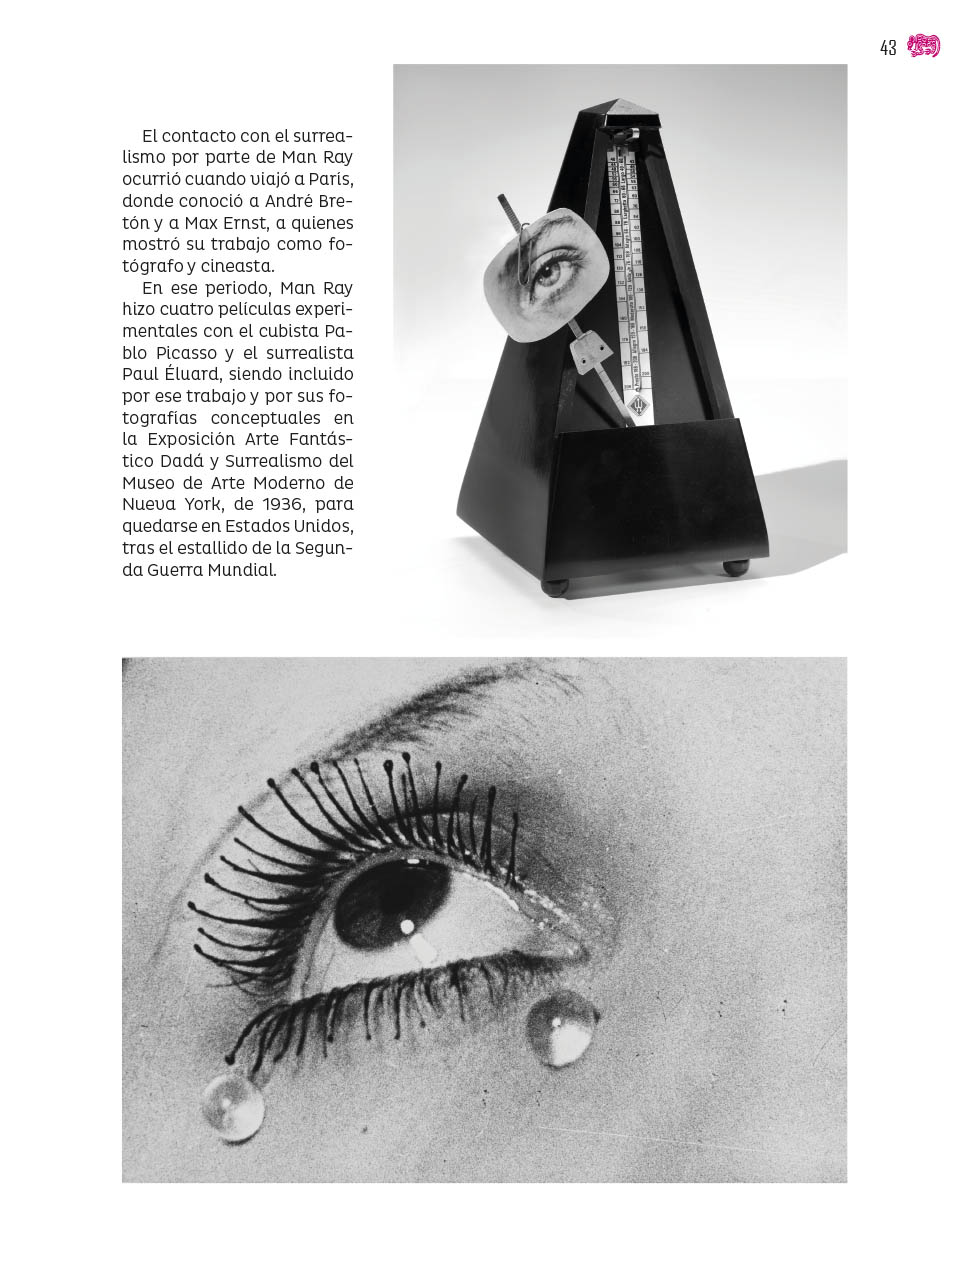 43
El contacto con el surrea-
lismo por parte de Man Ray
ocurrió cuando viajó a París,
donde conoció a André Bre-
tón y a Max Ernst, a quienes
mostró su trabajo como fo-
tógrafo y cineasta.
En ese periodo, Man Ray
hizo cuatro películas experi-
mentales con el cubista Pa-
blo Picasso y el surrealista
Paul Éluard, siendo incluido
por ese trabajo y por sus fo-
tografías conceptuales en
la Exposición Arte Fantás-
tico Dadá y Surrealismo del
Museo de Arte Moderno de
Nueva York, de 1936, para
quedarse en Estados Unidos,
tras el estallido de la Segun-
da Guerra Mundial.